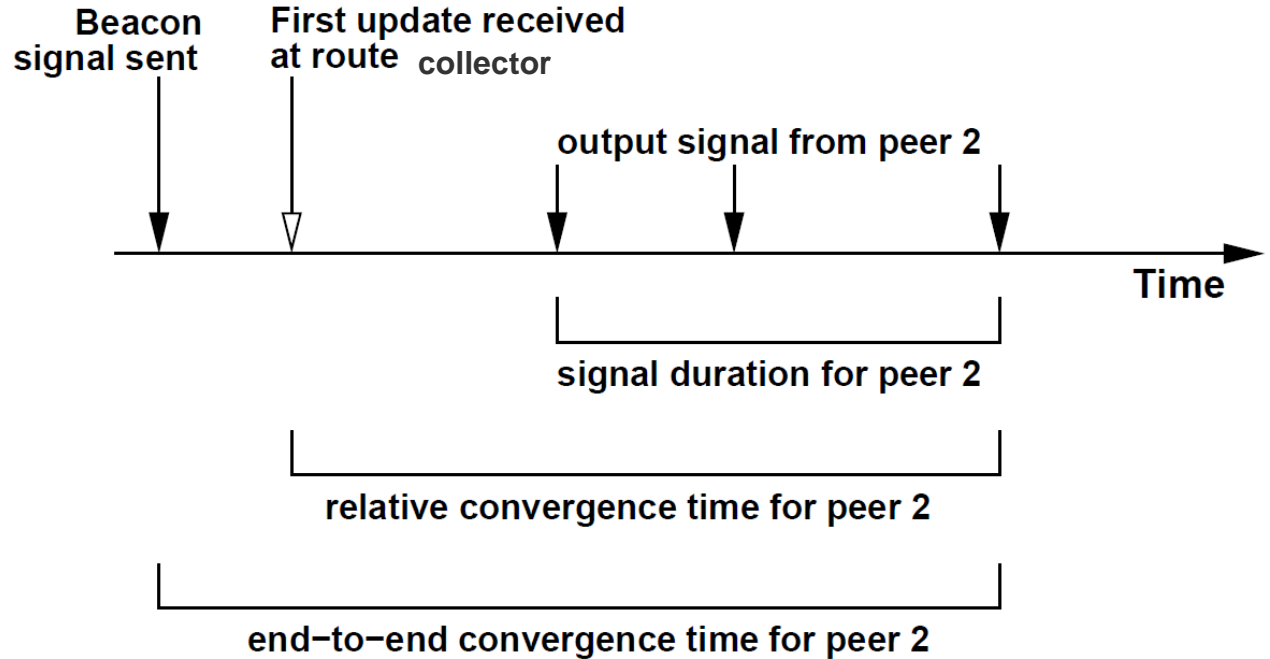 Beacon
signal sent
First update received
at route collector
output signal from peer 2
Time
signal duration for peer 2
relative convergence time for peer 2
end−to−end convergence time for peer 2